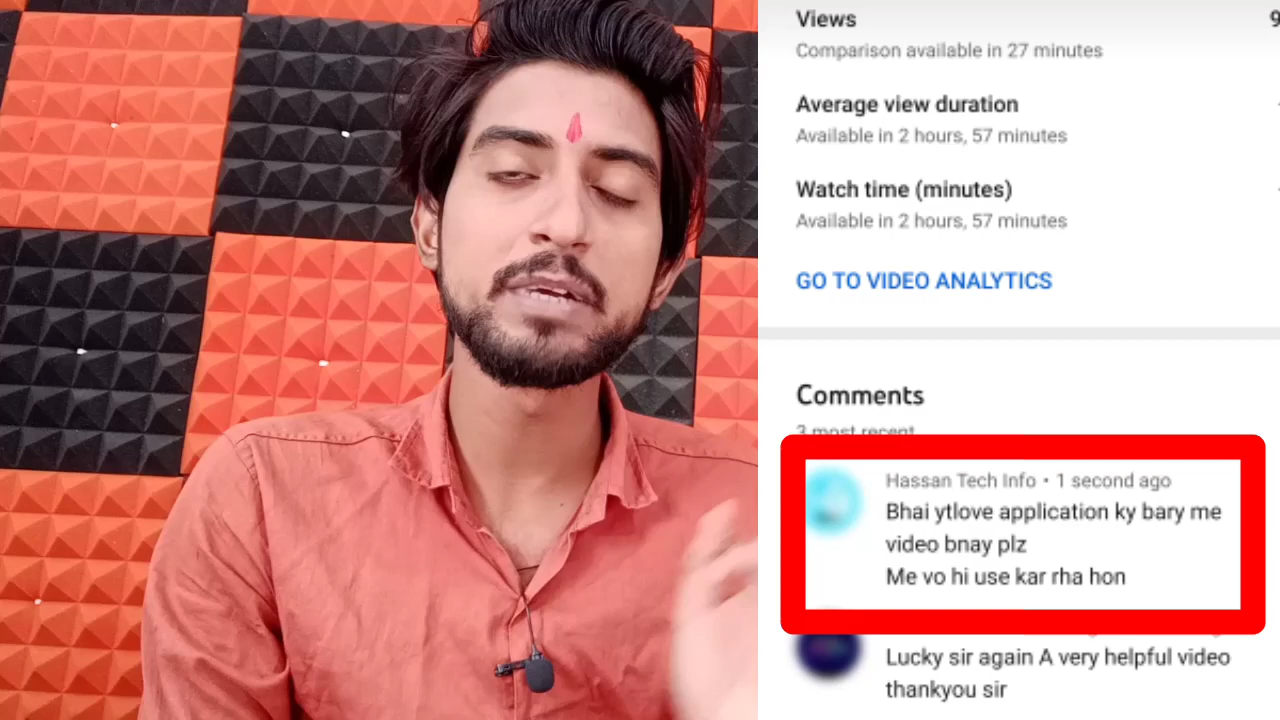 Views
Comparison available in 27 minutes
Average view duration
Available in 2 hours, 57 minutes
Watch time (minutes)
Available in 2 hours, 57 minutes
GO TO VIDEO ANALYTICS
Comments
3 most recent
Hassan Tech Info • 1 second ago
Bhai ytlove application ky bary me
video bnay plz
Me vo hi use kar rha hon
Lucky sir again A very helpful video
thankyou sir